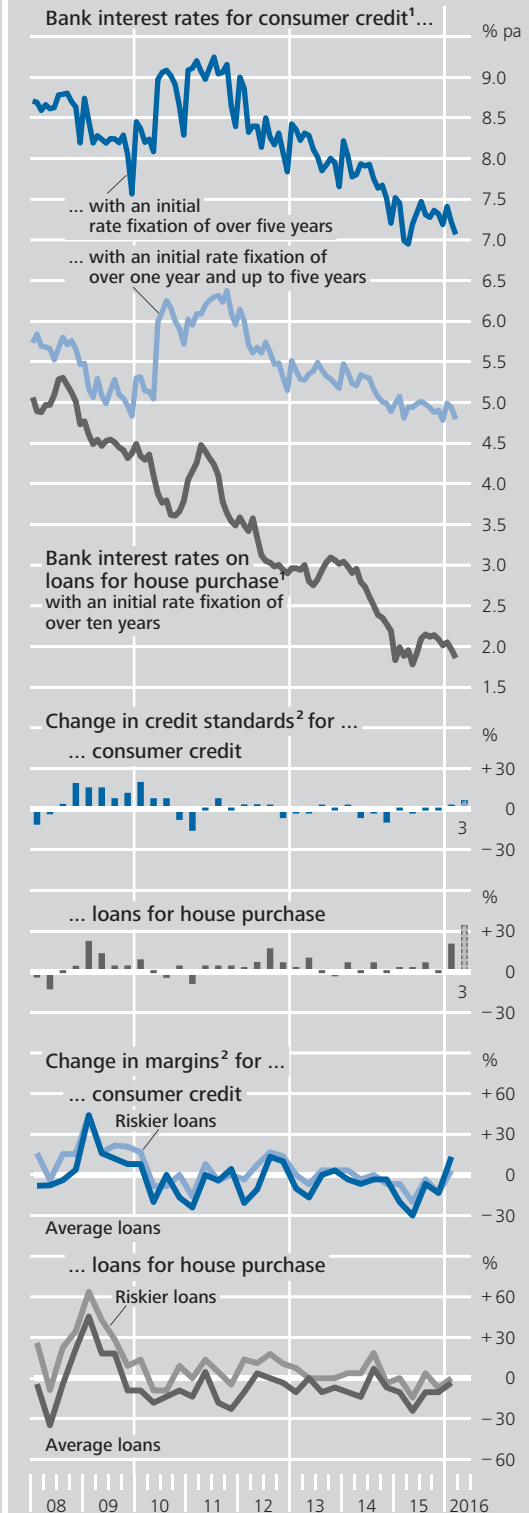 Bank interest rates for consumer credit¹...
% pa
9.0
8.5
8.0
7.5
... with an initial
rate fixation of over five years
7.0
... with an initial rate fixation of
over one year and up to five years
6.5
6.0
5.5
5.0
4.5
4.0
3.5
Bank interest rates on
loans for house purchase¹
with an initial rate fixation of
over ten years
3.0
2.5
2.0
1.5
Change in credit standards² for ...
%
... consumer credit
+30
0
3
−30
%
... loans for house purchase
+30
0
3
−30
Change in margins² for ...
%
... consumer credit
+60
Riskier loans
+30
0
−30
Average loans
... loans for house purchase
%
Riskier loans
+60
+30
0
−30
Average loans
−60
08 09 10 11 12 13 14 15 2016